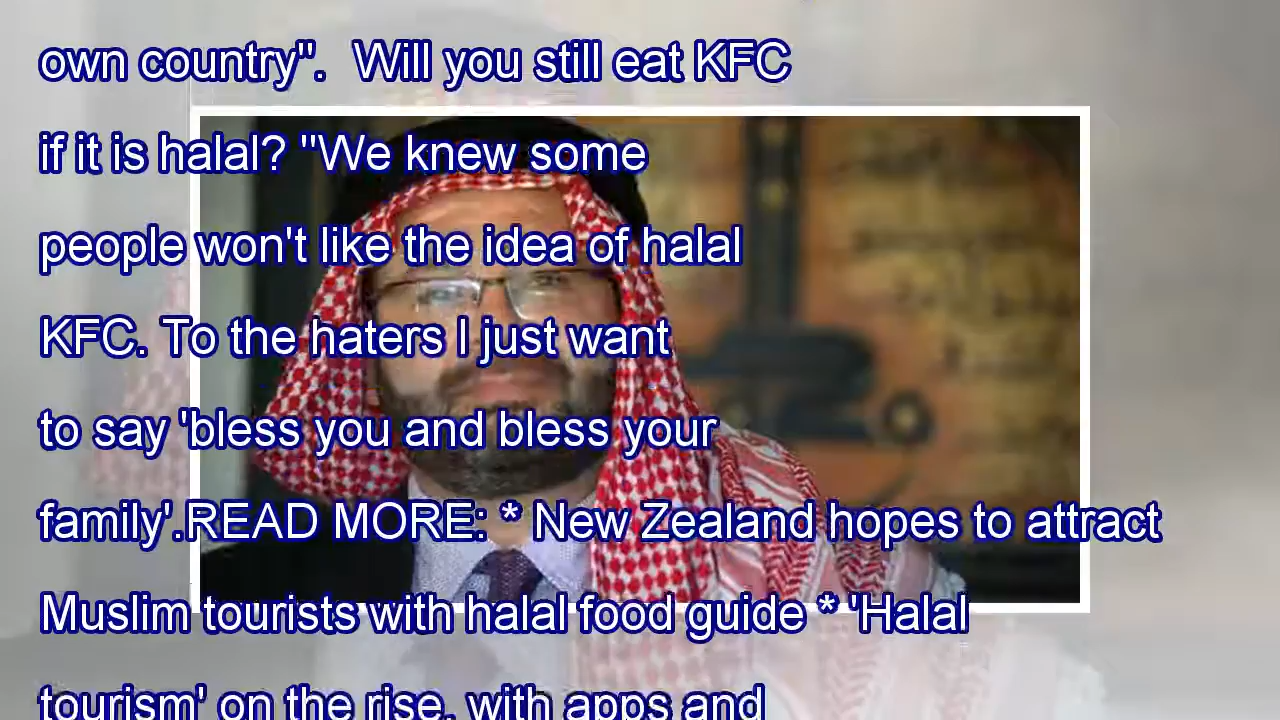 own country".  Will you still eat KFC
if it is halal? "We knew some
people won't like the idea of halal
KFC. To the haters I just want
to say 'bless you and bless your
family'.READ MORE: * New Zealand hopes to attract
Muslim tourists with halal food guide * 'Halal
tourism' on the rise, with apps and